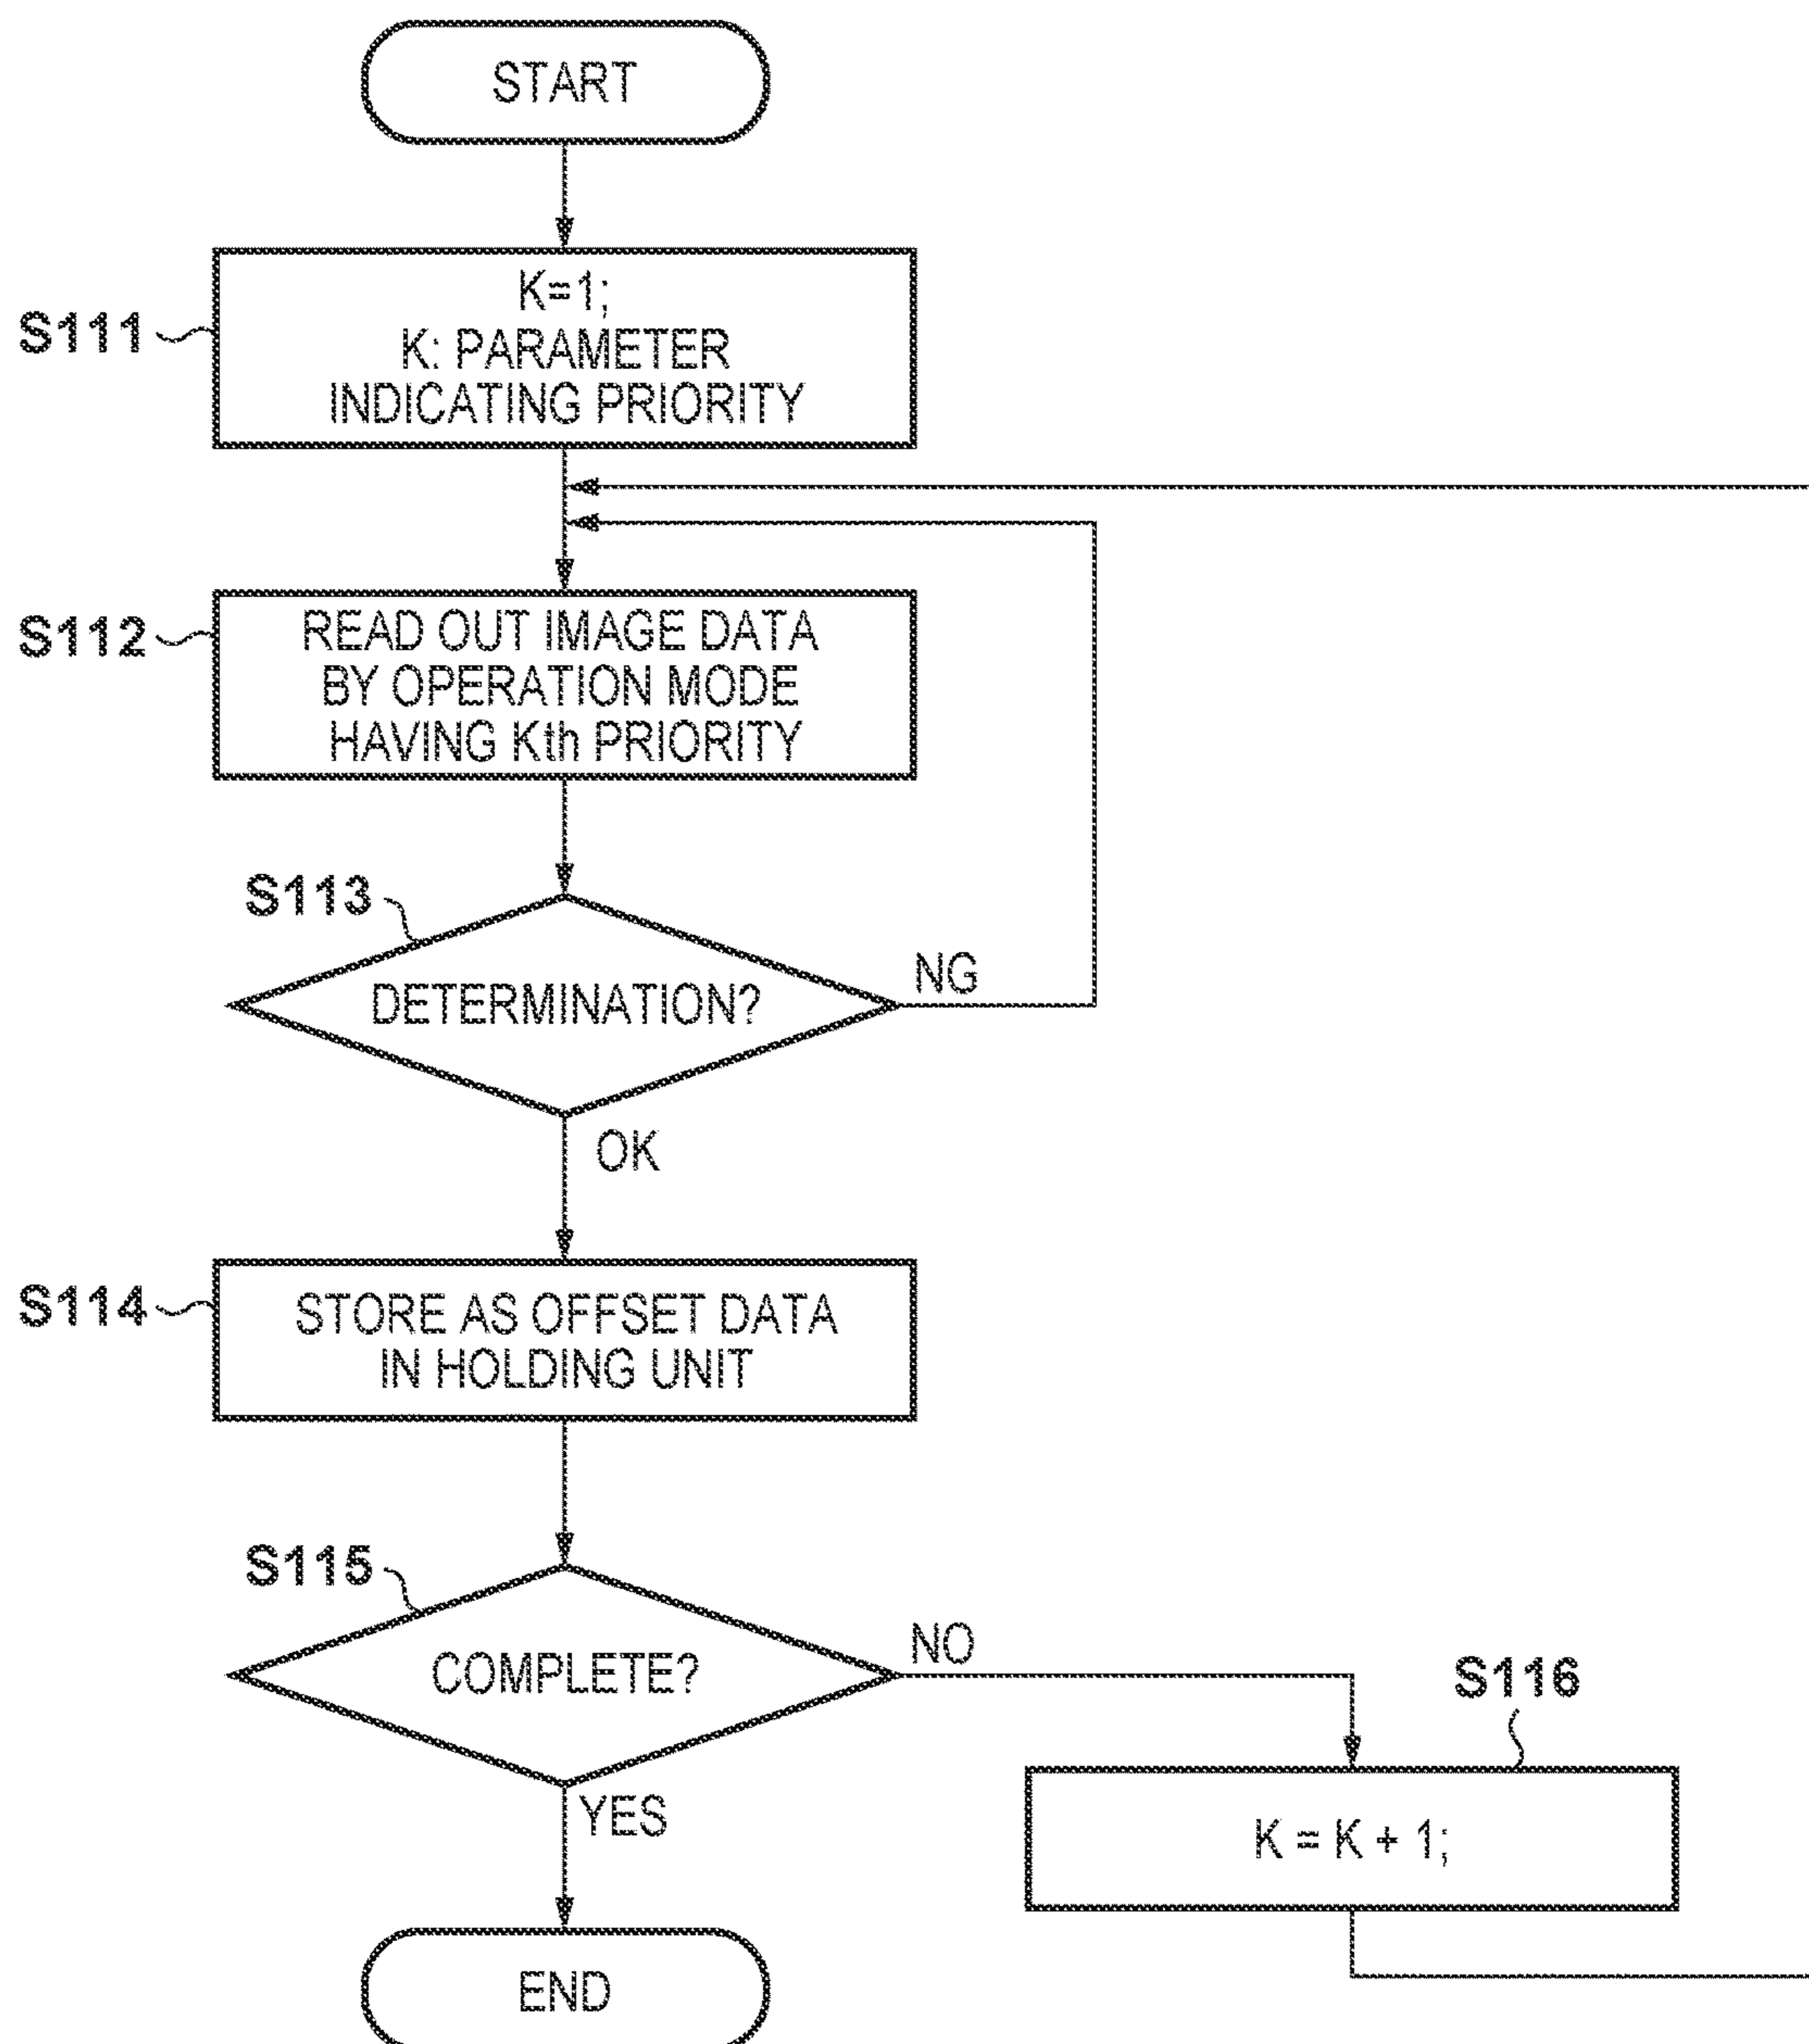 START
S111
K=1;
K: PARAMETER
INDICATING PRIORITY
S112
READ OUT IMAGE DATA
BY OPERATION MODE
HAVING Kth PRIORITY
S113
DETERMINATION?
NG
OK
S114
STORE AS OFFSET DATA
IN HOLDING UNIT
S115
COMPLETE?
NO
YES
S116
K = K + 1;
END